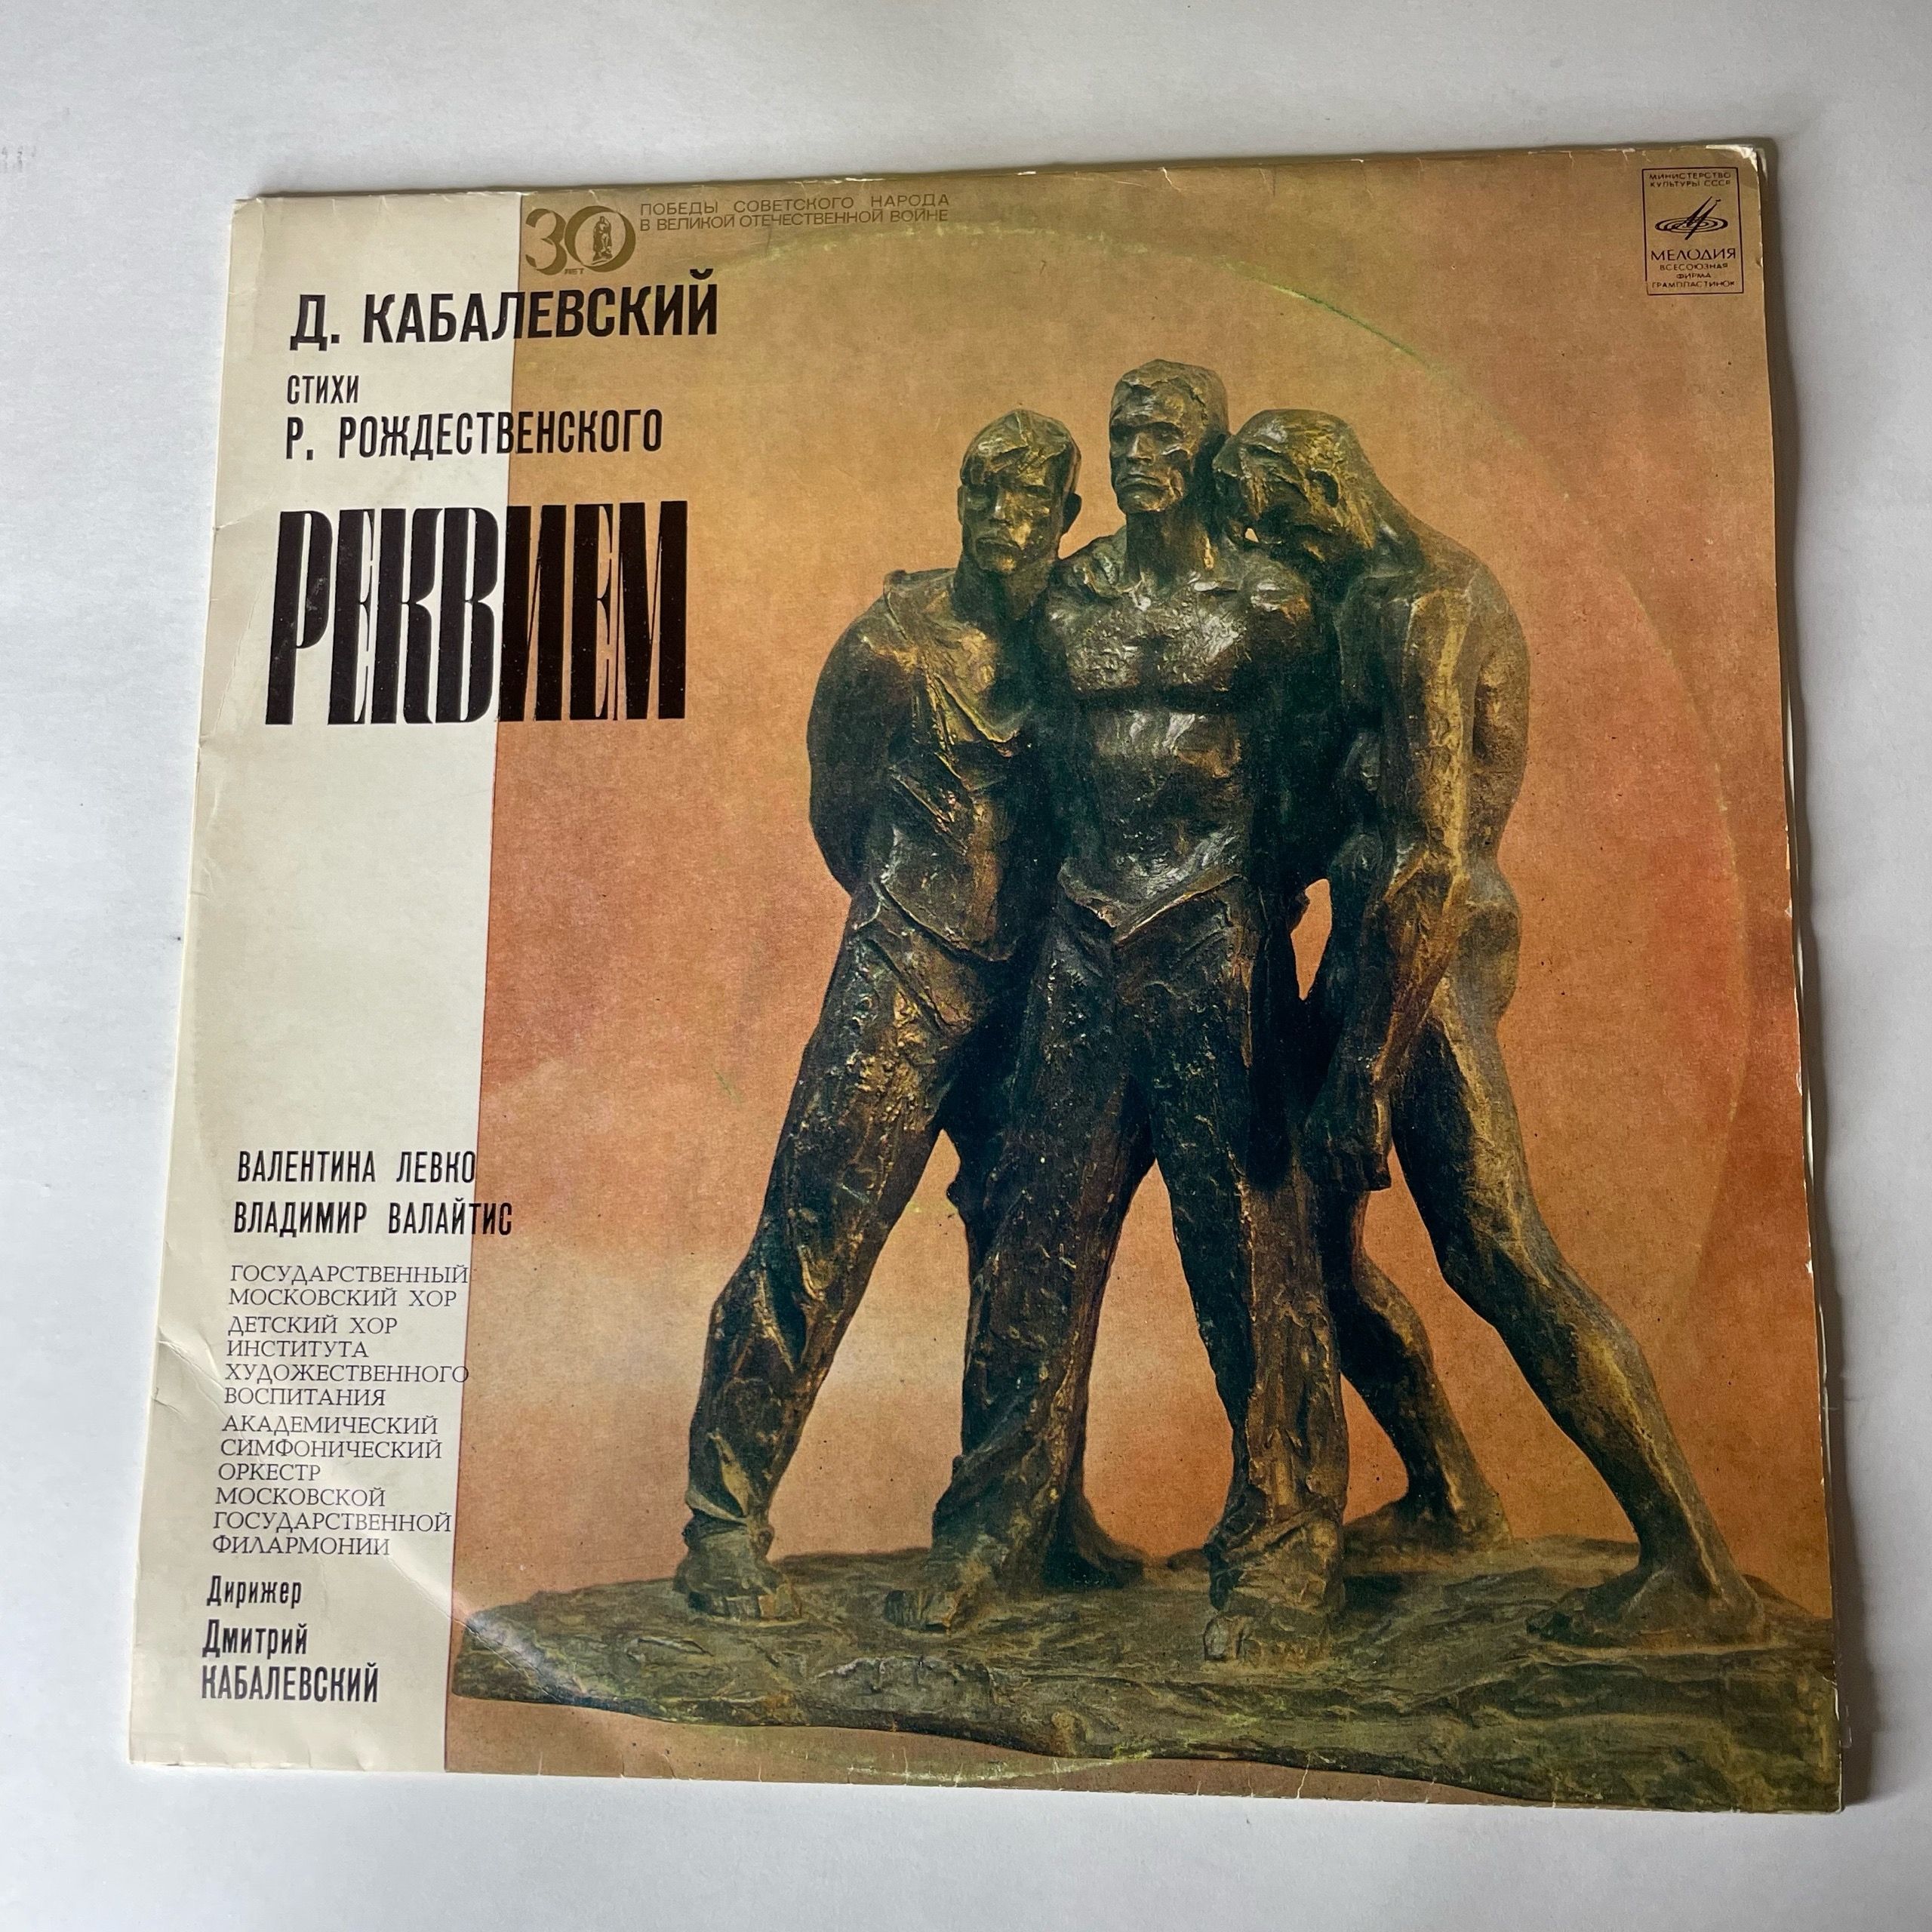 30 ЛЕТ
ПОБЕДЫ СОВЕТСКОГО НАРОДА
В ВЕЛИКОЙ ОТЕЧЕСТВЕННОЙ ВОЙНЕ
МИНИСТЕРСТВО
КУЛЬТУРЫ СССР
МЕЛОДИЯ
ВСЕСОЮЗНАЯ
ФИРМА
ГРАМПЛАСТИНОК
Д. КАБАЛЕВСКИЙ
СТИХИ
Р. РОЖДЕСТВЕНСКОГО
РЕКВИЕМ
ВАЛЕНТИНА ЛЕВКО
ВЛАДИМИР ВАЛАЙТИС
ГОСУДАРСТВЕННЫЙ
МОСКОВСКИЙ ХОР
ДЕТСКИЙ ХОР
ИНСТИТУТА
ХУДОЖЕСТВЕННОГО
ВОСПИТАНИЯ
АКАДЕМИЧЕСКИЙ
СИМФОНИЧЕСКИЙ
ОРКЕСТР
МОСКОВСКОЙ
ГОСУДАРСТВЕННОЙ
ФИЛАРМОНИИ
Дирижер
Дмитрий
КАБАЛЕВСКИЙ